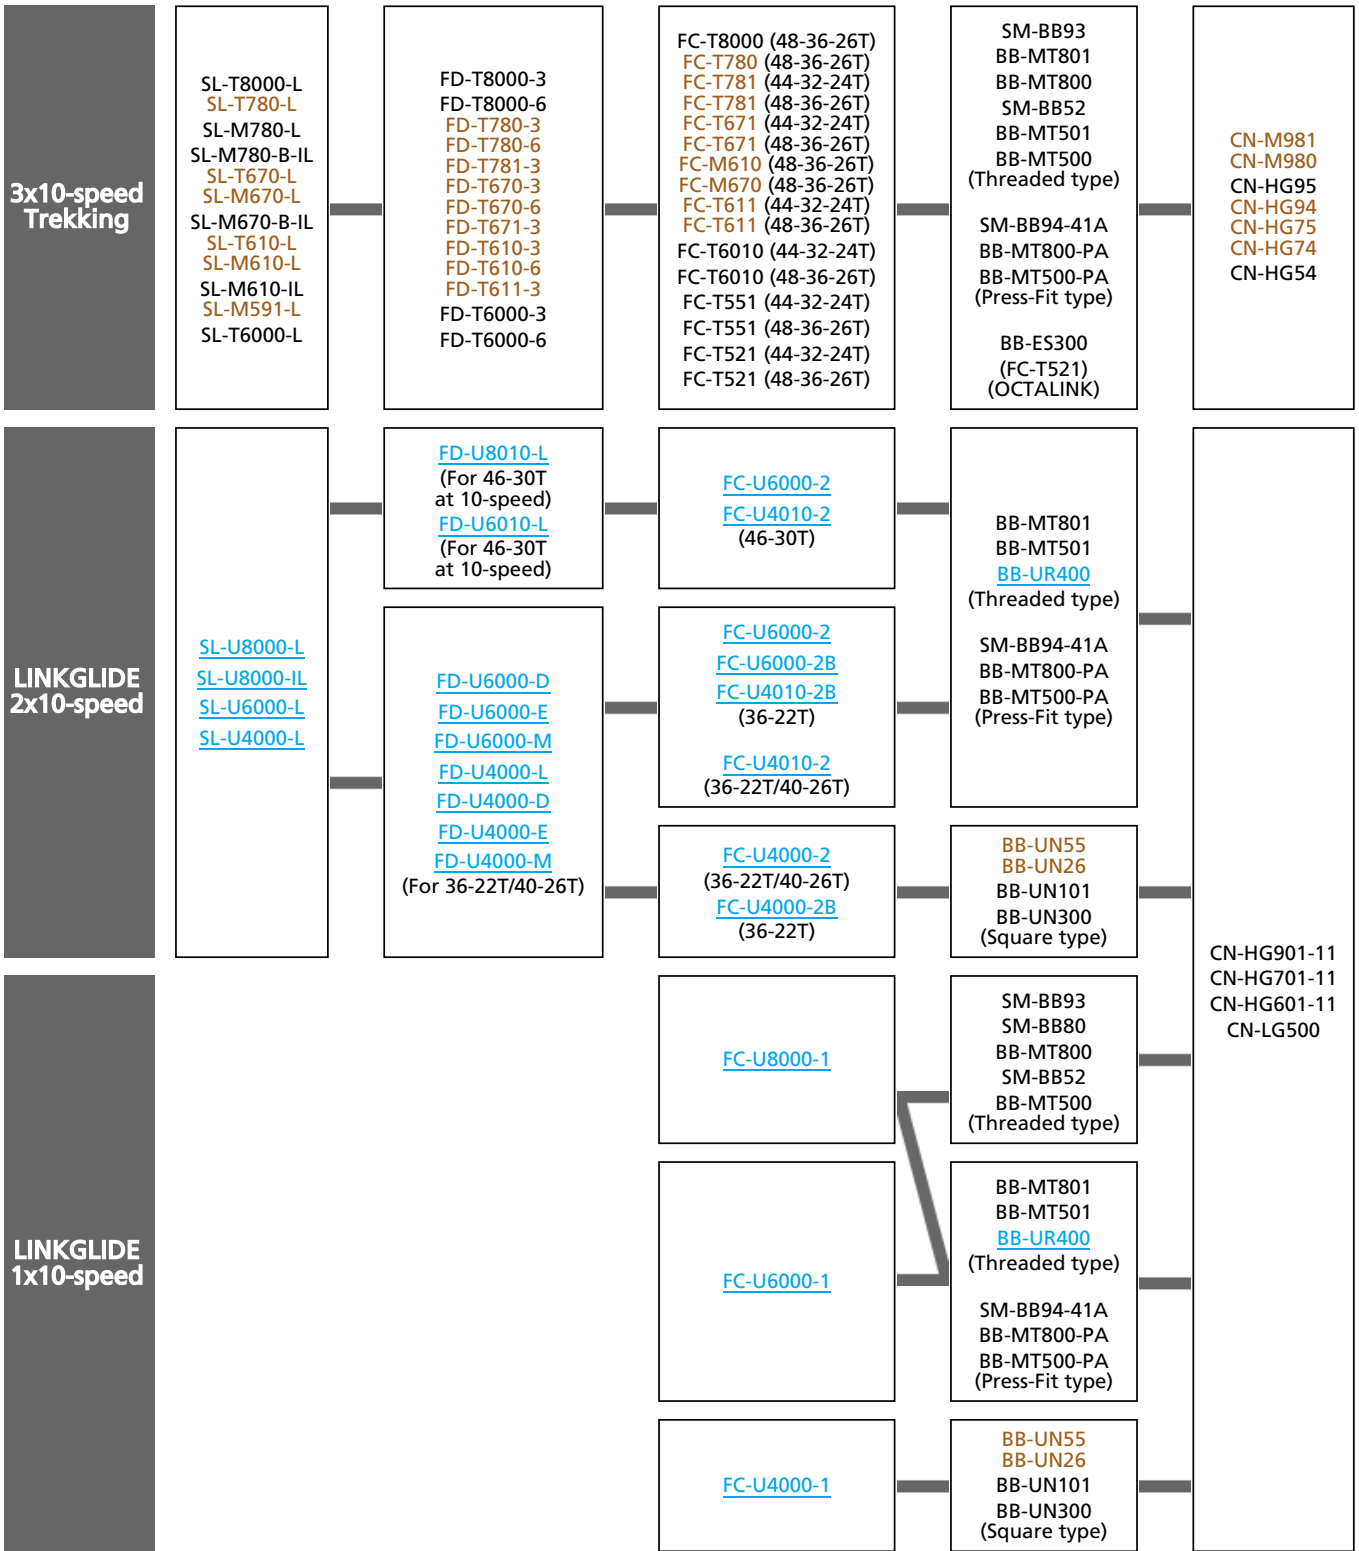 3x10-speed
Trekking
SL-T8000-L
SL-T780-L
SL-M780-L
SL-M780-B-IL
SL-T670-L
SL-M670-L
SL-M670-B-IL
SL-T610-L
SL-M610-L
SL-M610-IL
SL-M591-L
SL-T6000-L
FD-T8000-3
FD-T8000-6
FD-T780-3
FD-T780-6
FD-T781-3
FD-T670-3
FD-T670-6
FD-T671-3
FD-T610-3
FD-T610-6
FD-T611-3
FD-T6000-3
FD-T6000-6
FC-T8000 (48-36-26T)
FC-T780 (48-36-26T)
FC-T781 (44-32-24T)
FC-T781 (48-36-26T)
FC-T671 (44-32-24T)
FC-T671 (48-36-26T)
FC-M610 (48-36-26T)
FC-M670 (48-36-26T)
FC-T611 (44-32-24T)
FC-T611 (48-36-26T)
FC-T6010 (44-32-24T)
FC-T6010 (48-36-26T)
FC-T551 (44-32-24T)
FC-T551 (48-36-26T)
FC-T521 (44-32-24T)
FC-T521 (48-36-26T)
SM-BB93
BB-MT801
BB-MT800
SM-BB52
BB-MT501
BB-MT500
(Threaded type)
SM-BB94-41A
BB-MT800-PA
BB-MT500-PA
(Press-Fit type)
BB-ES300
(FC-T521)
(OCTALINK)
CN-M981
CN-M980
CN-HG95
CN-HG94
CN-HG75
CN-HG74
CN-HG54
LINKGLIDE
2x10-speed
SL-U8000-L
SL-U8000-IL
SL-U6000-L
SL-U4000-L
FD-U8010-L
(For 46-30T
at 10-speed)
FD-U6010-L
(For 46-30T
at 10-speed)
FC-U6000-2
FC-U4010-2
(46-30T)
FD-U6000-D
FD-U6000-E
FD-U6000-M
FD-U4000-L
FD-U4000-D
FD-U4000-E
FD-U4000-M
(For 36-22T/40-26T)
FC-U6000-2
FC-U6000-2B
FC-U4010-2B
(36-22T)
FC-U4010-2
(36-22T/40-26T)
BB-MT801
BB-MT501
BB-UR400
(Threaded type)
SM-BB94-41A
BB-MT800-PA
BB-MT500-PA
(Press-Fit type)
FC-U4000-2
(36-22T/40-26T)
FC-U4000-2B
(36-22T)
BB-UN55
BB-UN26
BB-UN101
BB-UN300
(Square type)
CN-HG901-11
CN-HG701-11
CN-HG601-11
CN-LG500
LINKGLIDE
1x10-speed
FC-U8000-1
SM-BB93
SM-BB80
BB-MT800
SM-BB52
BB-MT500
(Threaded type)
FC-U6000-1
BB-MT801
BB-MT501
BB-UR400
(Threaded type)
SM-BB94-41A
BB-MT800-PA
BB-MT500-PA
(Press-Fit type)
FC-U4000-1
BB-UN55
BB-UN26
BB-UN101
BB-UN300
(Square type)